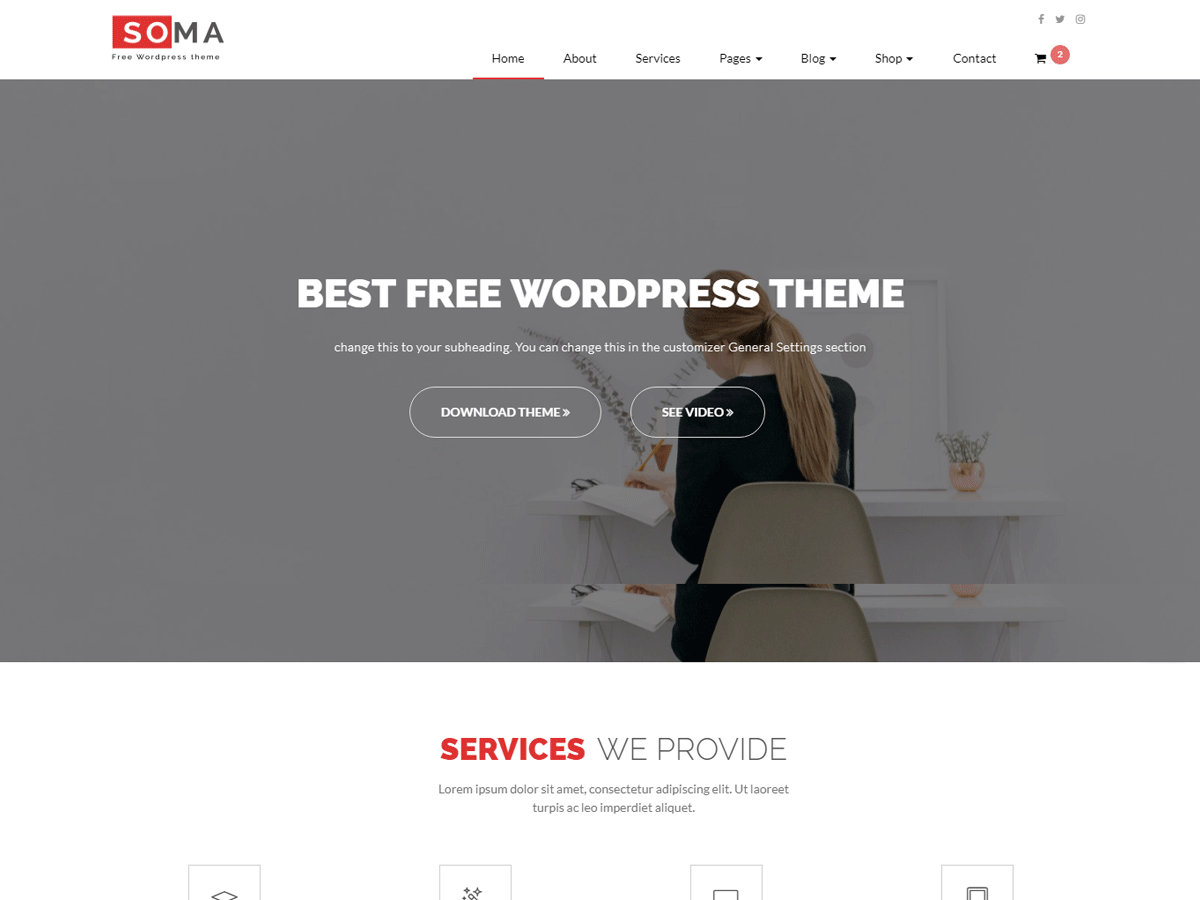 SOMA
Free Wordpress theme
Home About Services Pages Blog Shop Contact 2
BEST FREE WORDPRESS THEME
change this to your subheading. You can change this in the customizer General Settings section
DOWNLOAD THEME » SEE VIDEO »
SERVICES WE PROVIDE
Lorem ipsum dolor sit amet, consectetur adipiscing elit. Ut laoreet
turpis ac leo imperdiet aliquet.